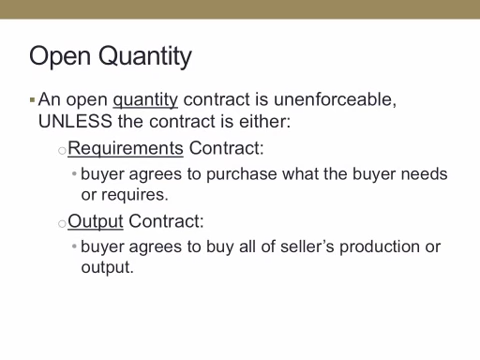 Open Quantity
An open quantity contract is unenforceable,
UNLESS the contract is either:
Requirements Contract:
buyer agrees to purchase what the buyer needs
or requires.
Output Contract:
buyer agrees to buy all of seller's production or
output.